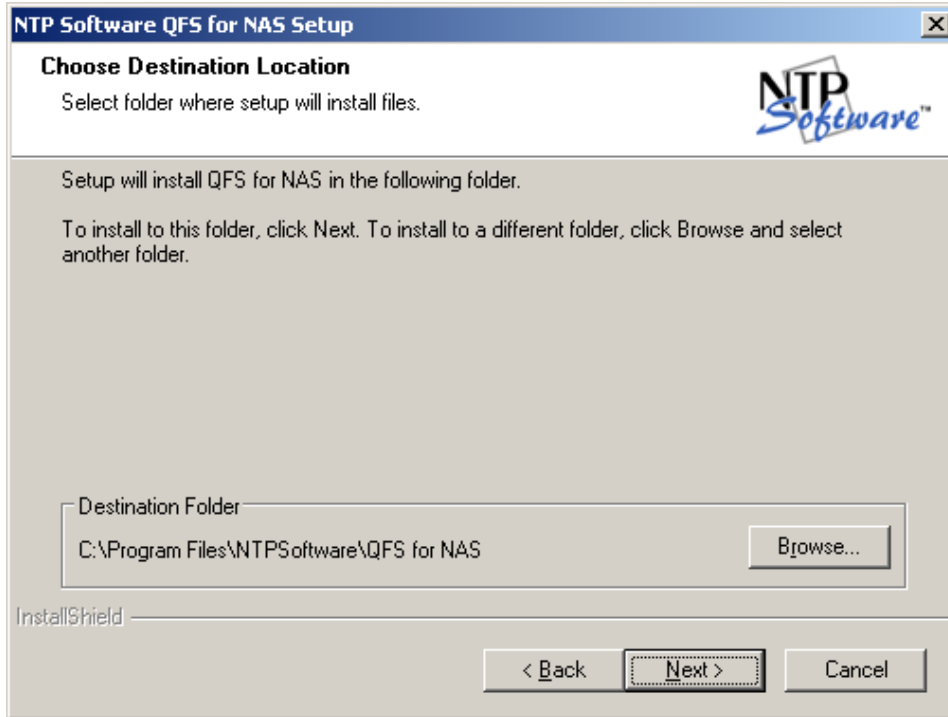 NTP Software QFS for NAS Setup
Choose Destination Location
Select folder where setup will install files.
NTP
Software™
Setup will install QFS for NAS in the following folder.
To install to this folder, click Next. To install to a different folder, click Browse and select
another folder.
Destination Folder
C:\Program Files\NTPSoftware\QFS for NAS
Browse...
InstallShield
< Back
Next >
Cancel